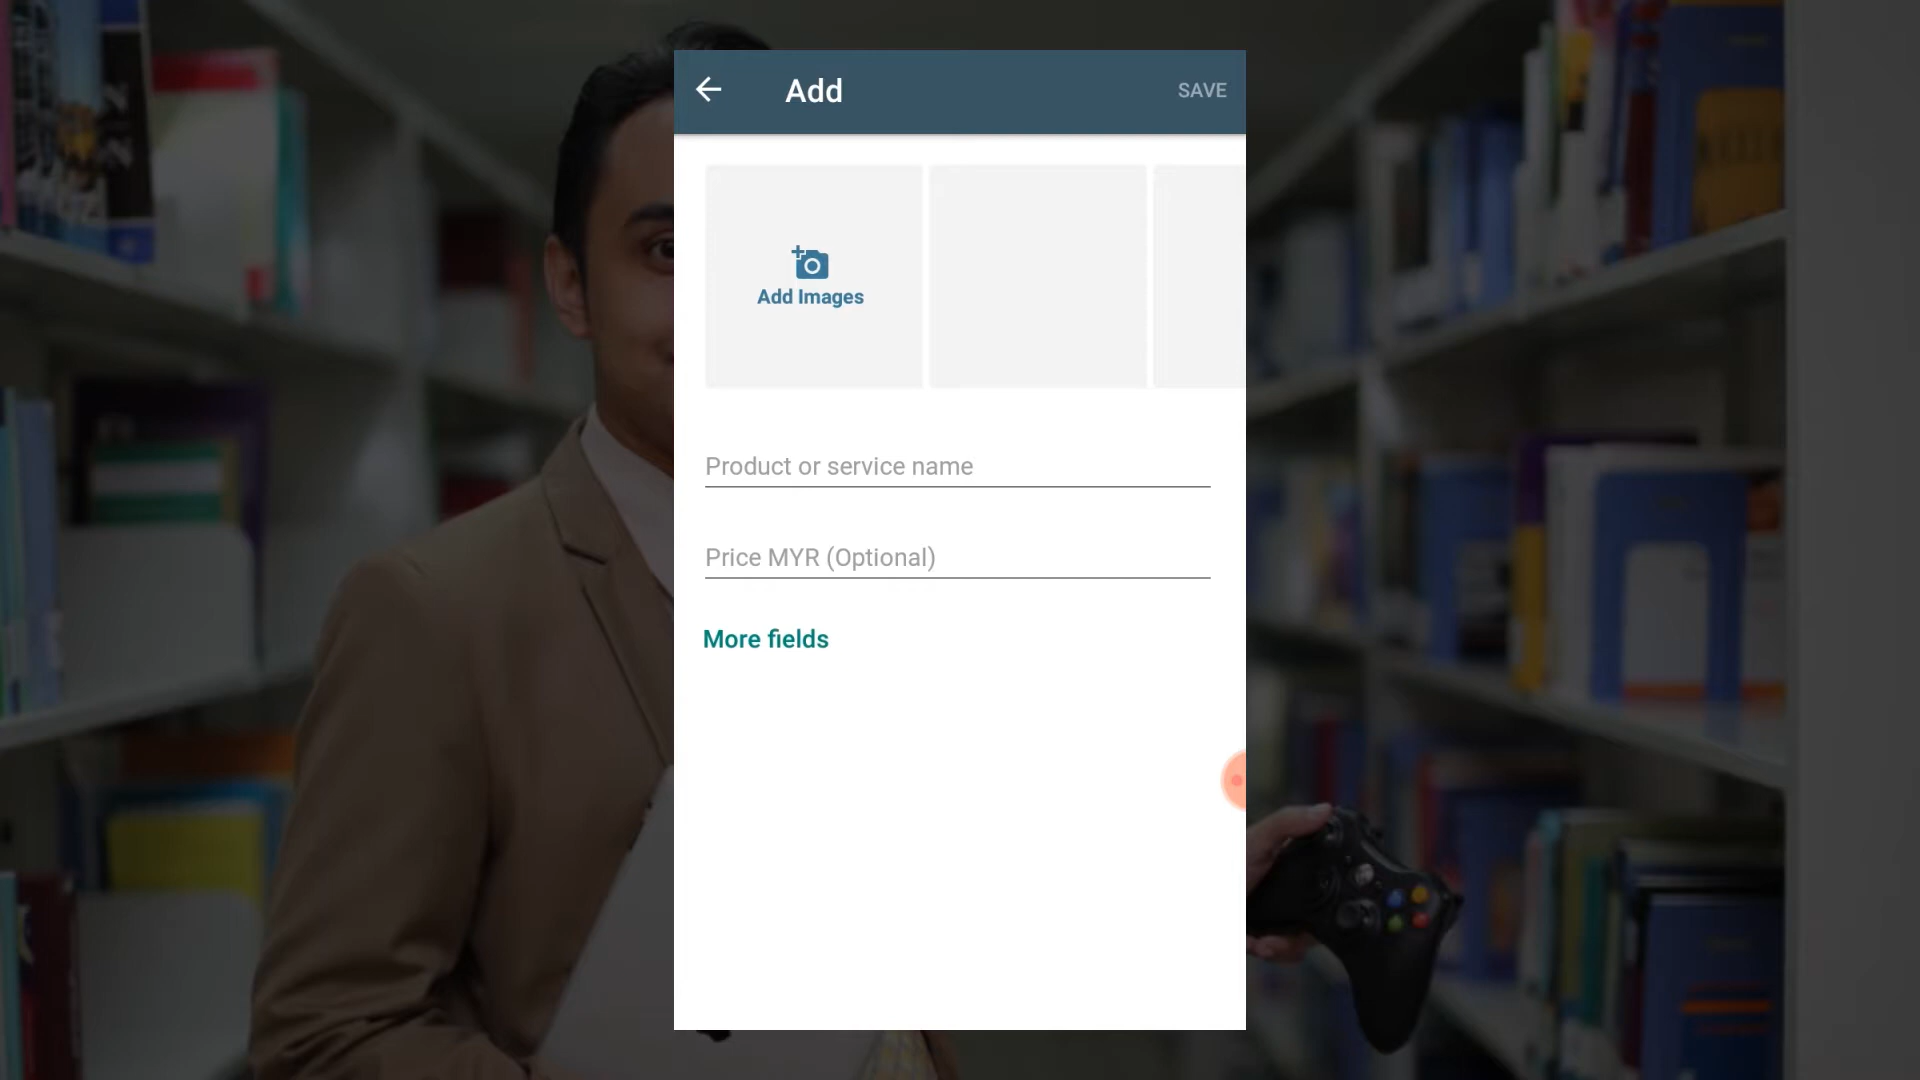 Add
SAVE
Add Images
Product or service name
Price MYR (Optional)
More fields